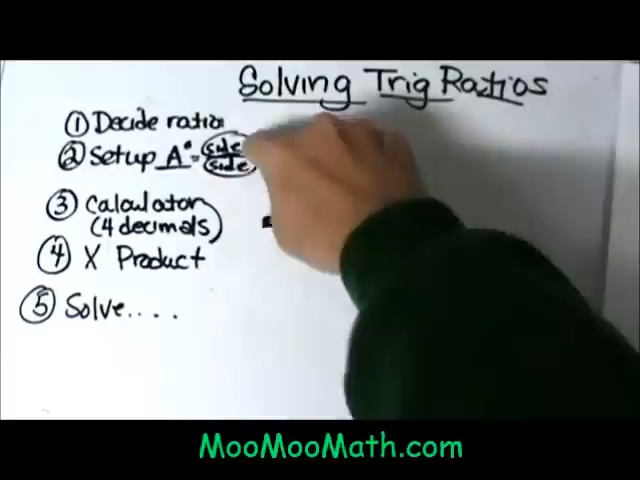 Solving Trig Ratios
① Decide ratio
② Setup A° = side/side
③ Calculator
(4 decimals)
④ X Product
⑤ Solve....
MooMooMath.com